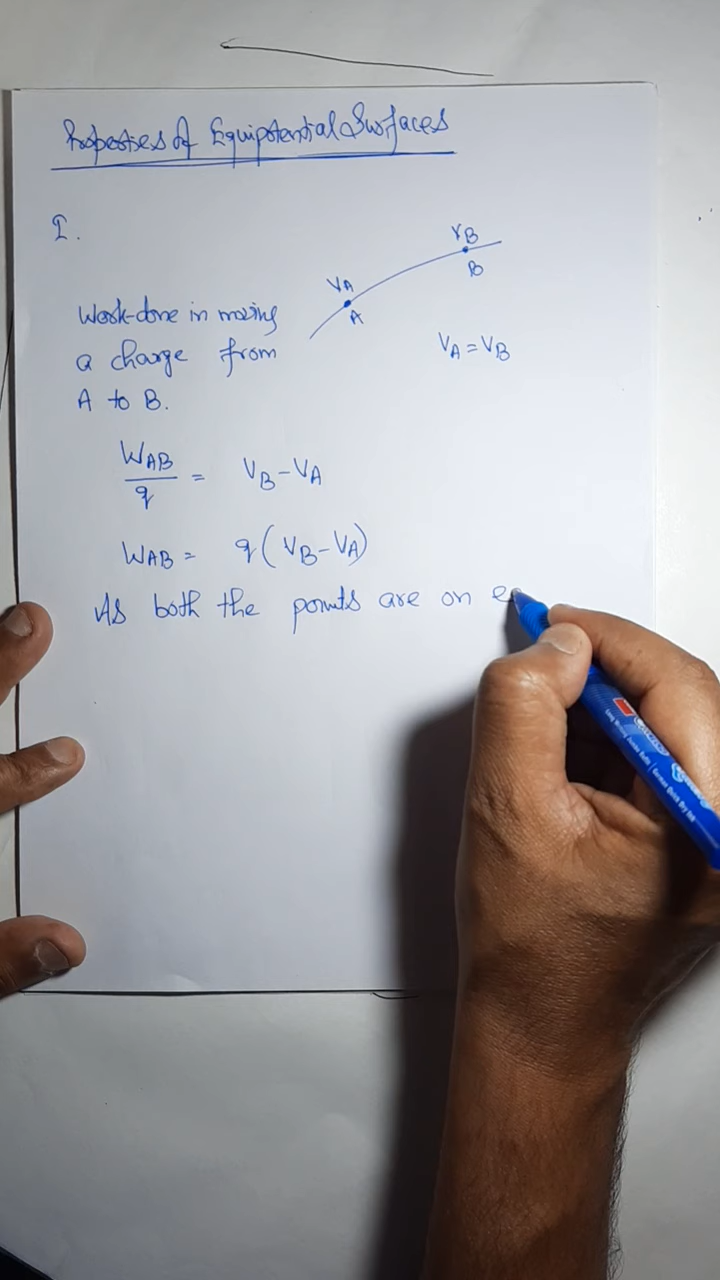 Properties of Equipotential Surfaces
I.
VB
B
VA
A
Work-done in moving
a charge from
A to B.
VA = VB
WAB/q = VB - VA
WAB = q(VB - VA)
As both the points are on e